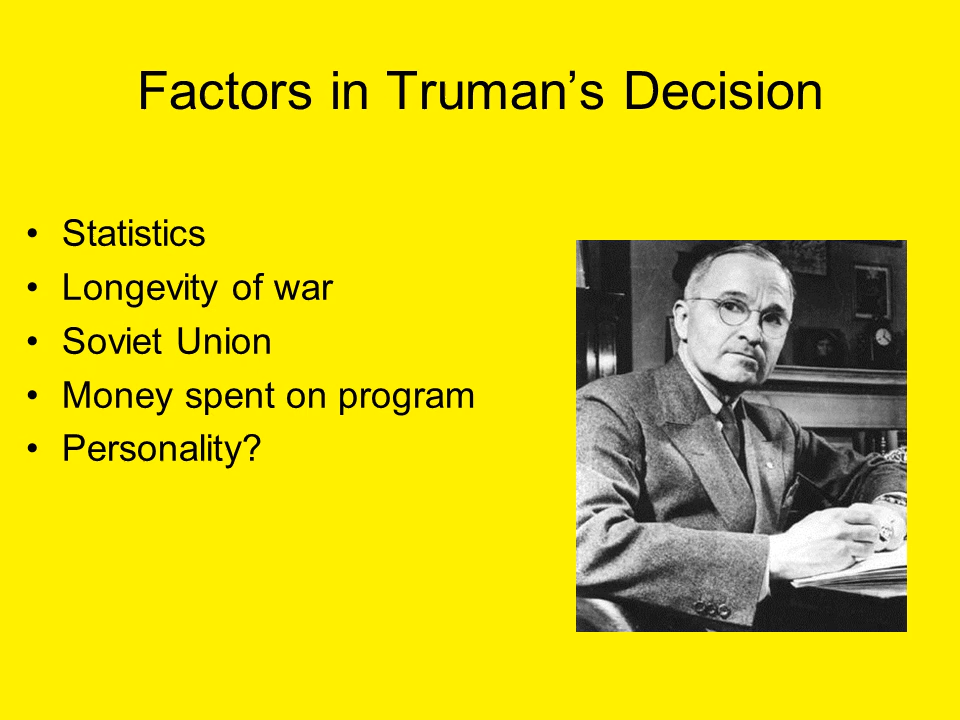 Factors in Truman’s Decision
• Statistics
• Longevity of war
• Soviet Union
• Money spent on program
• Personality?